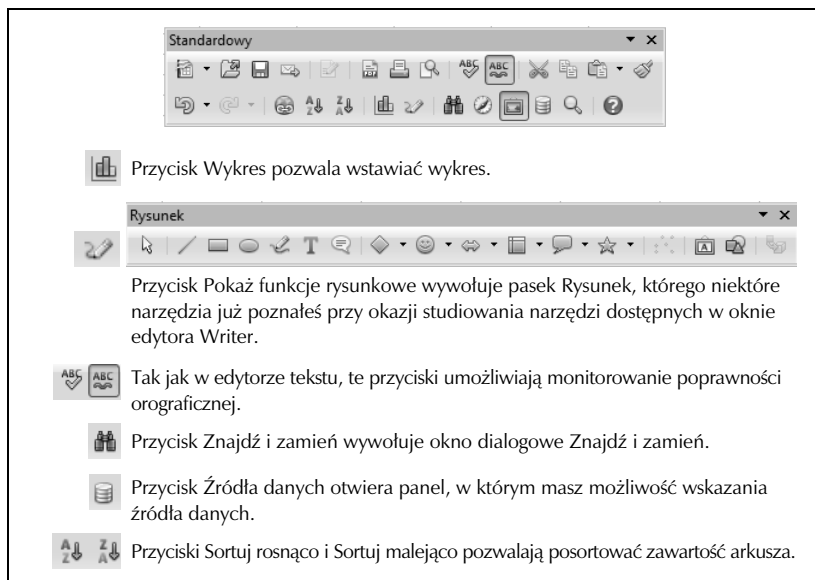 Standardowy
Przycisk Wykres pozwala wstawiać wykres.
Rysunek
Przycisk Pokaż funkcje rysunkowe wywołuje pasek Rysunek, którego niektóre
narzędzia już poznałeś przy okazji studiowania narzędzi dostępnych w oknie
edytora Writer.
ABC ABC Tak jak w edytorze tekstu, te przyciski umożliwiają monitorowanie poprawności
orograficznej.
Przycisk Znajdź i zamień wywołuje okno dialogowe Znajdź i zamień.
Przycisk Źródła danych otwiera panel, w którym masz możliwość wskazania
źródła danych.
A Z Z A Przyciski Sortuj rosnąco i Sortuj malejąco pozwalają posortować zawartość arkusza.